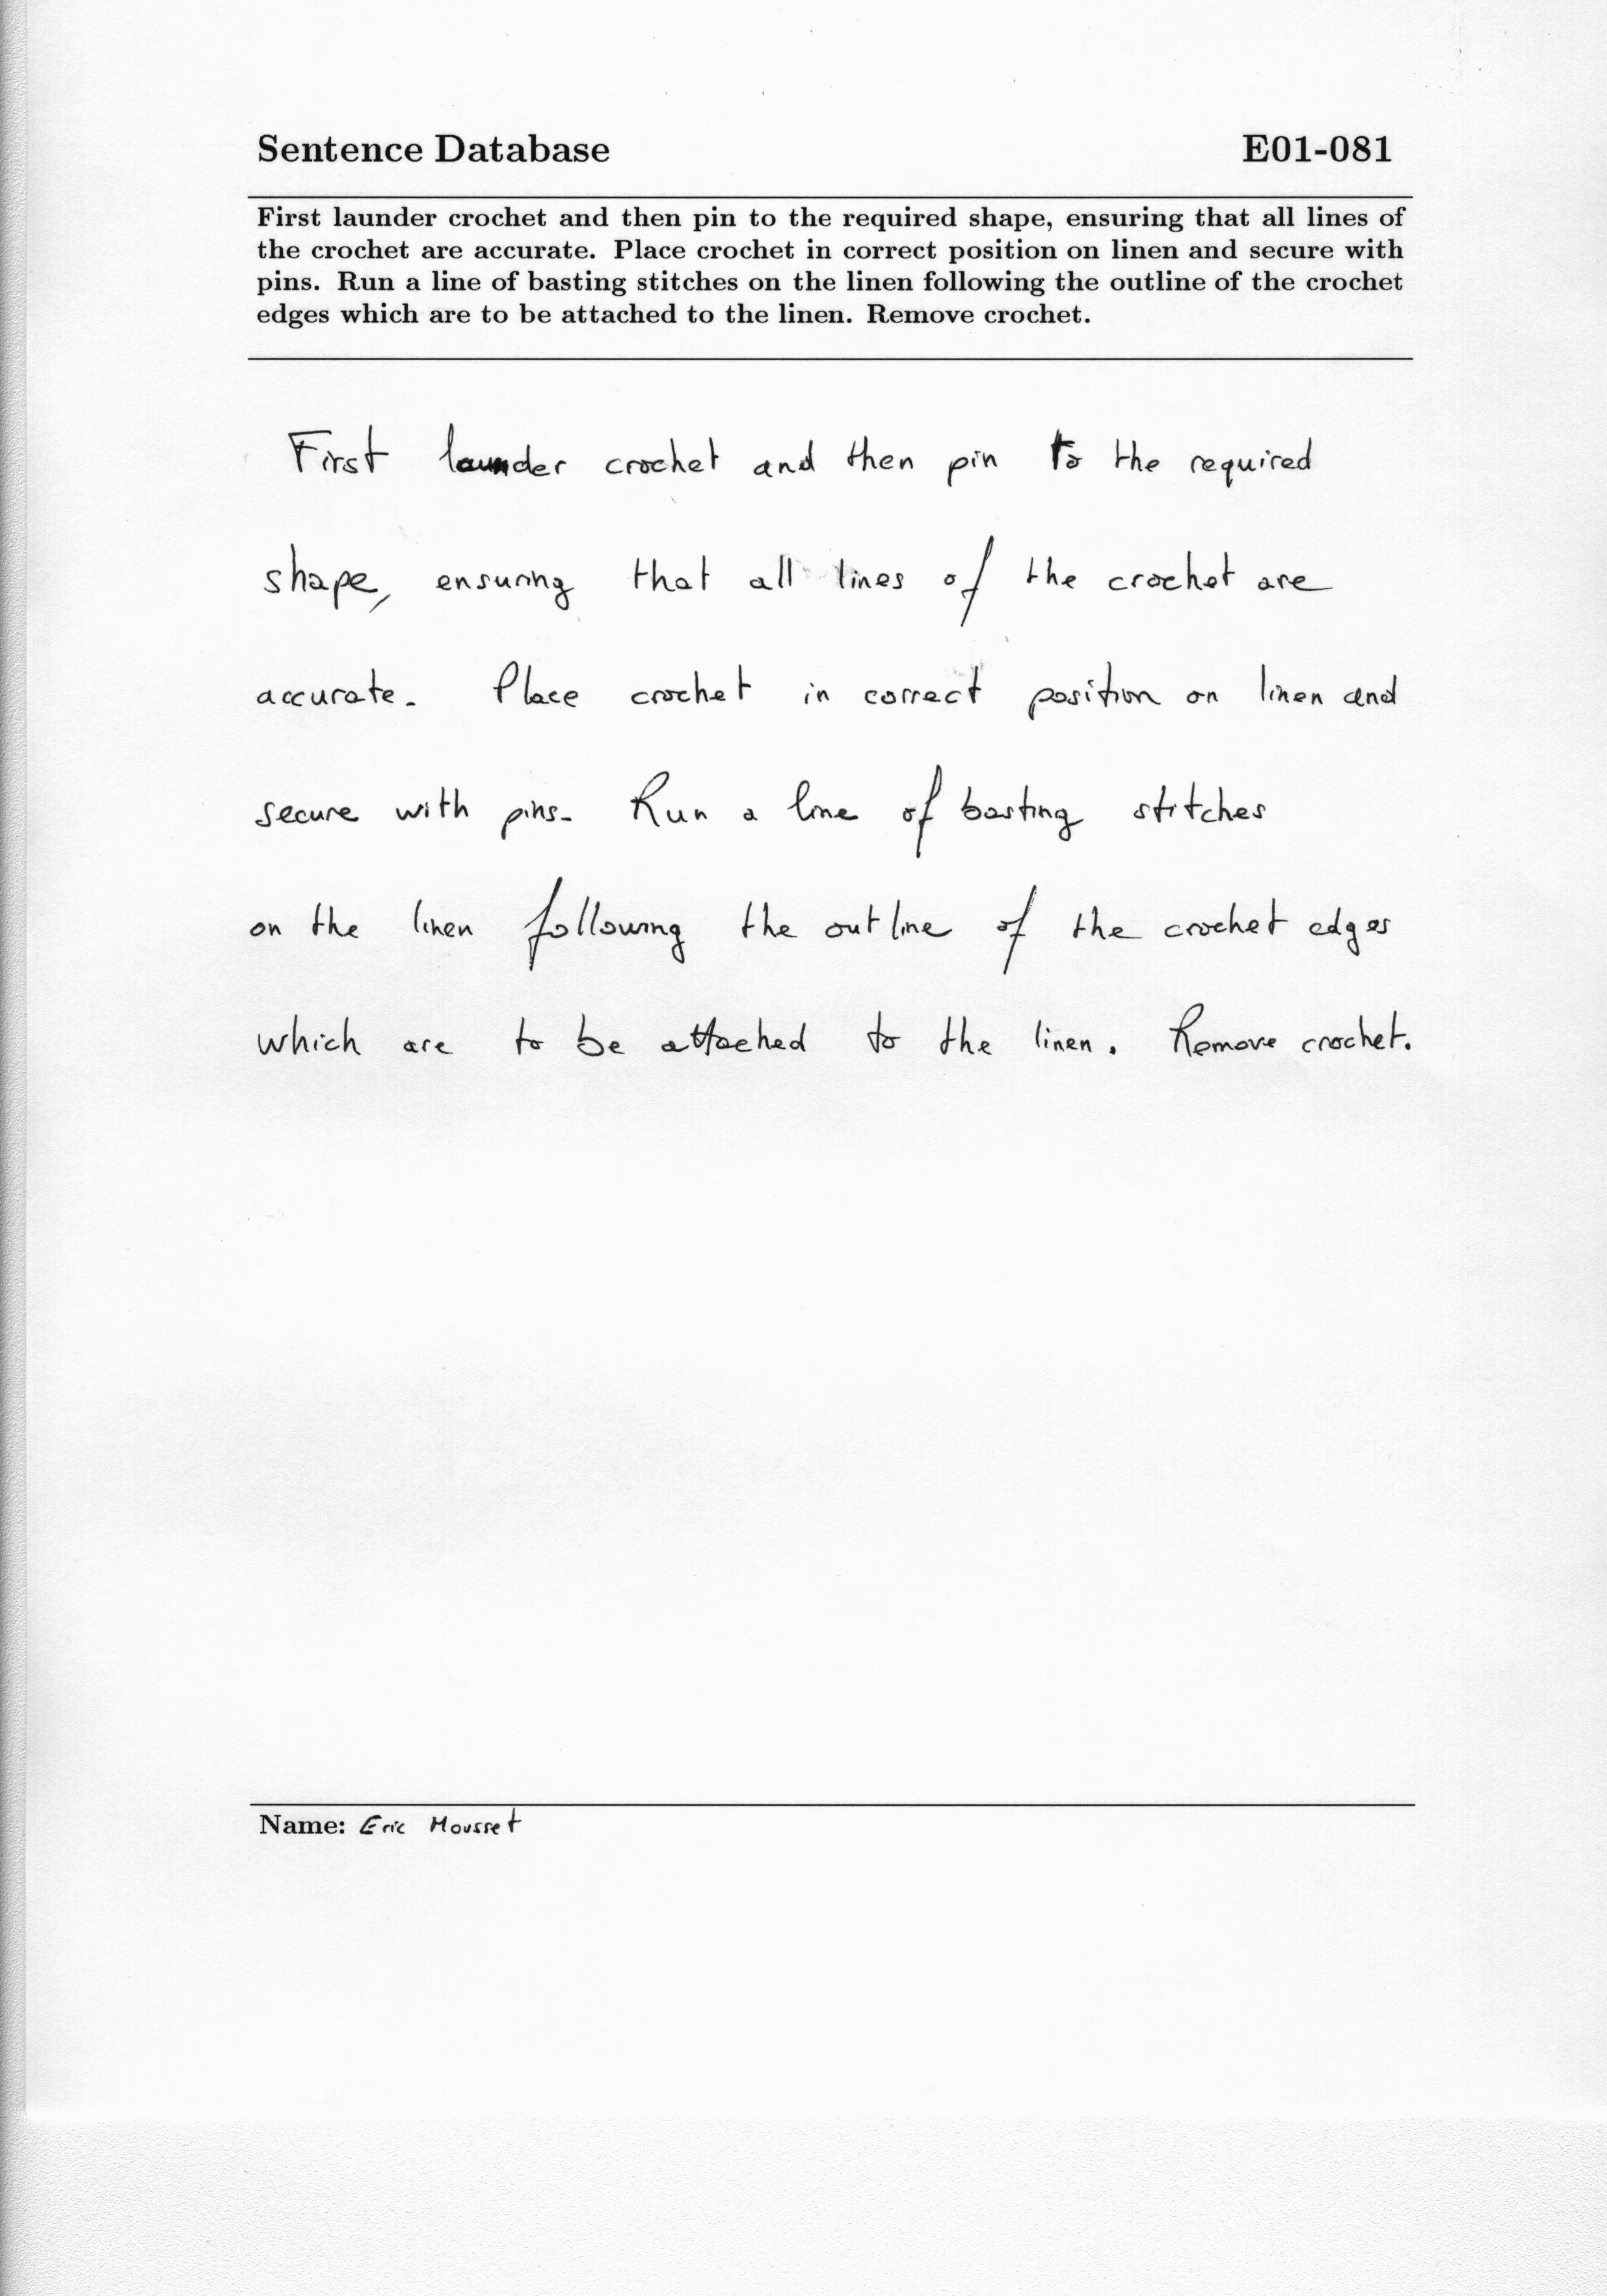 Sentence Database E01-081
First launder crochet and then pin to the required shape, ensuring that all lines of
the crochet are accurate. Place crochet in correct position on linen and secure with
pins. Run a line of basting stitches on the linen following the outline of the crochet
edges which are to be attached to the linen. Remove crochet.
First launder crochet and then pin to the required
shape, ensuring that all lines of the crochet are
accurate. Place crochet in correct position on linen and
secure with pins. Run a line of basting stitches
on the linen following the outline of the crochet edges
which are to be attached to the linen. Remove crochet.
Name: Eric Mousset